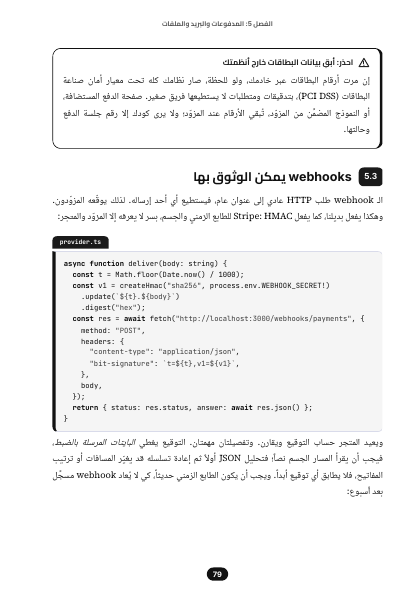 الفصل 5: المدفوعات والبريد والملفات
احذر: أبق بيانات البطاقات خارج أنظمتك
إن مرت أرقام البطاقات عبر خادمك، ولو للحظة، صار نظامك كله تحت معيار أمان صناعة
البطاقات (PCI DSS)، بتدقيقات ومتطلبات لا يستطيعها فريق صغير. صفحة الدفع المستضافة،
أو النموذج المضمَّن من المزوّد، تُبقي الأرقام عند المزوّد؛ ولا يرى كودك إلا رقم جلسة الدفع
وحالتها.
5.3 webhooks يمكن الوثوق بها
الـ webhook طلب HTTP عادي إلى عنوان عام، فيستطيع أي أحد إرساله. لذلك يوقّعه المزوّدون.
وهكذا يفعل بديلنا، كما يفعل Stripe: HMAC للطابع الزمني والجسم، بسر لا يعرفه إلا المزوّد والمتجر:
provider.ts
async function deliver(body: string) {
  const t = Math.floor(Date.now() / 1000);
  const v1 = createHmac("sha256", process.env.WEBHOOK_SECRET!)
    .update(`${t}.${body}`)
    .digest("hex");
  const res = await fetch("http://localhost:3000/webhooks/payments", {
    method: "POST",
    headers: {
      "content-type": "application/json",
      "bit-signature": `t=${t},v1=${v1}`,
    },
    body,
  });
  return { status: res.status, answer: await res.json() };
}
ويعيد المتجر حساب التوقيع ويقارن. وتفصيلتان مهمتان. التوقيع يغطي البايتات المرسلة بالضبط،
فيجب أن يقرأ المسار الجسم نصاً؛ فتحليل JSON أولاً ثم إعادة تسلسله قد يغيّر المسافات أو ترتيب
المفاتيح، فلا يطابق أي توقيع أبداً. ويجب أن يكون الطابع الزمني حديثاً، كي لا يُعاد webhook مسجَّل
بعد أسبوع:
79